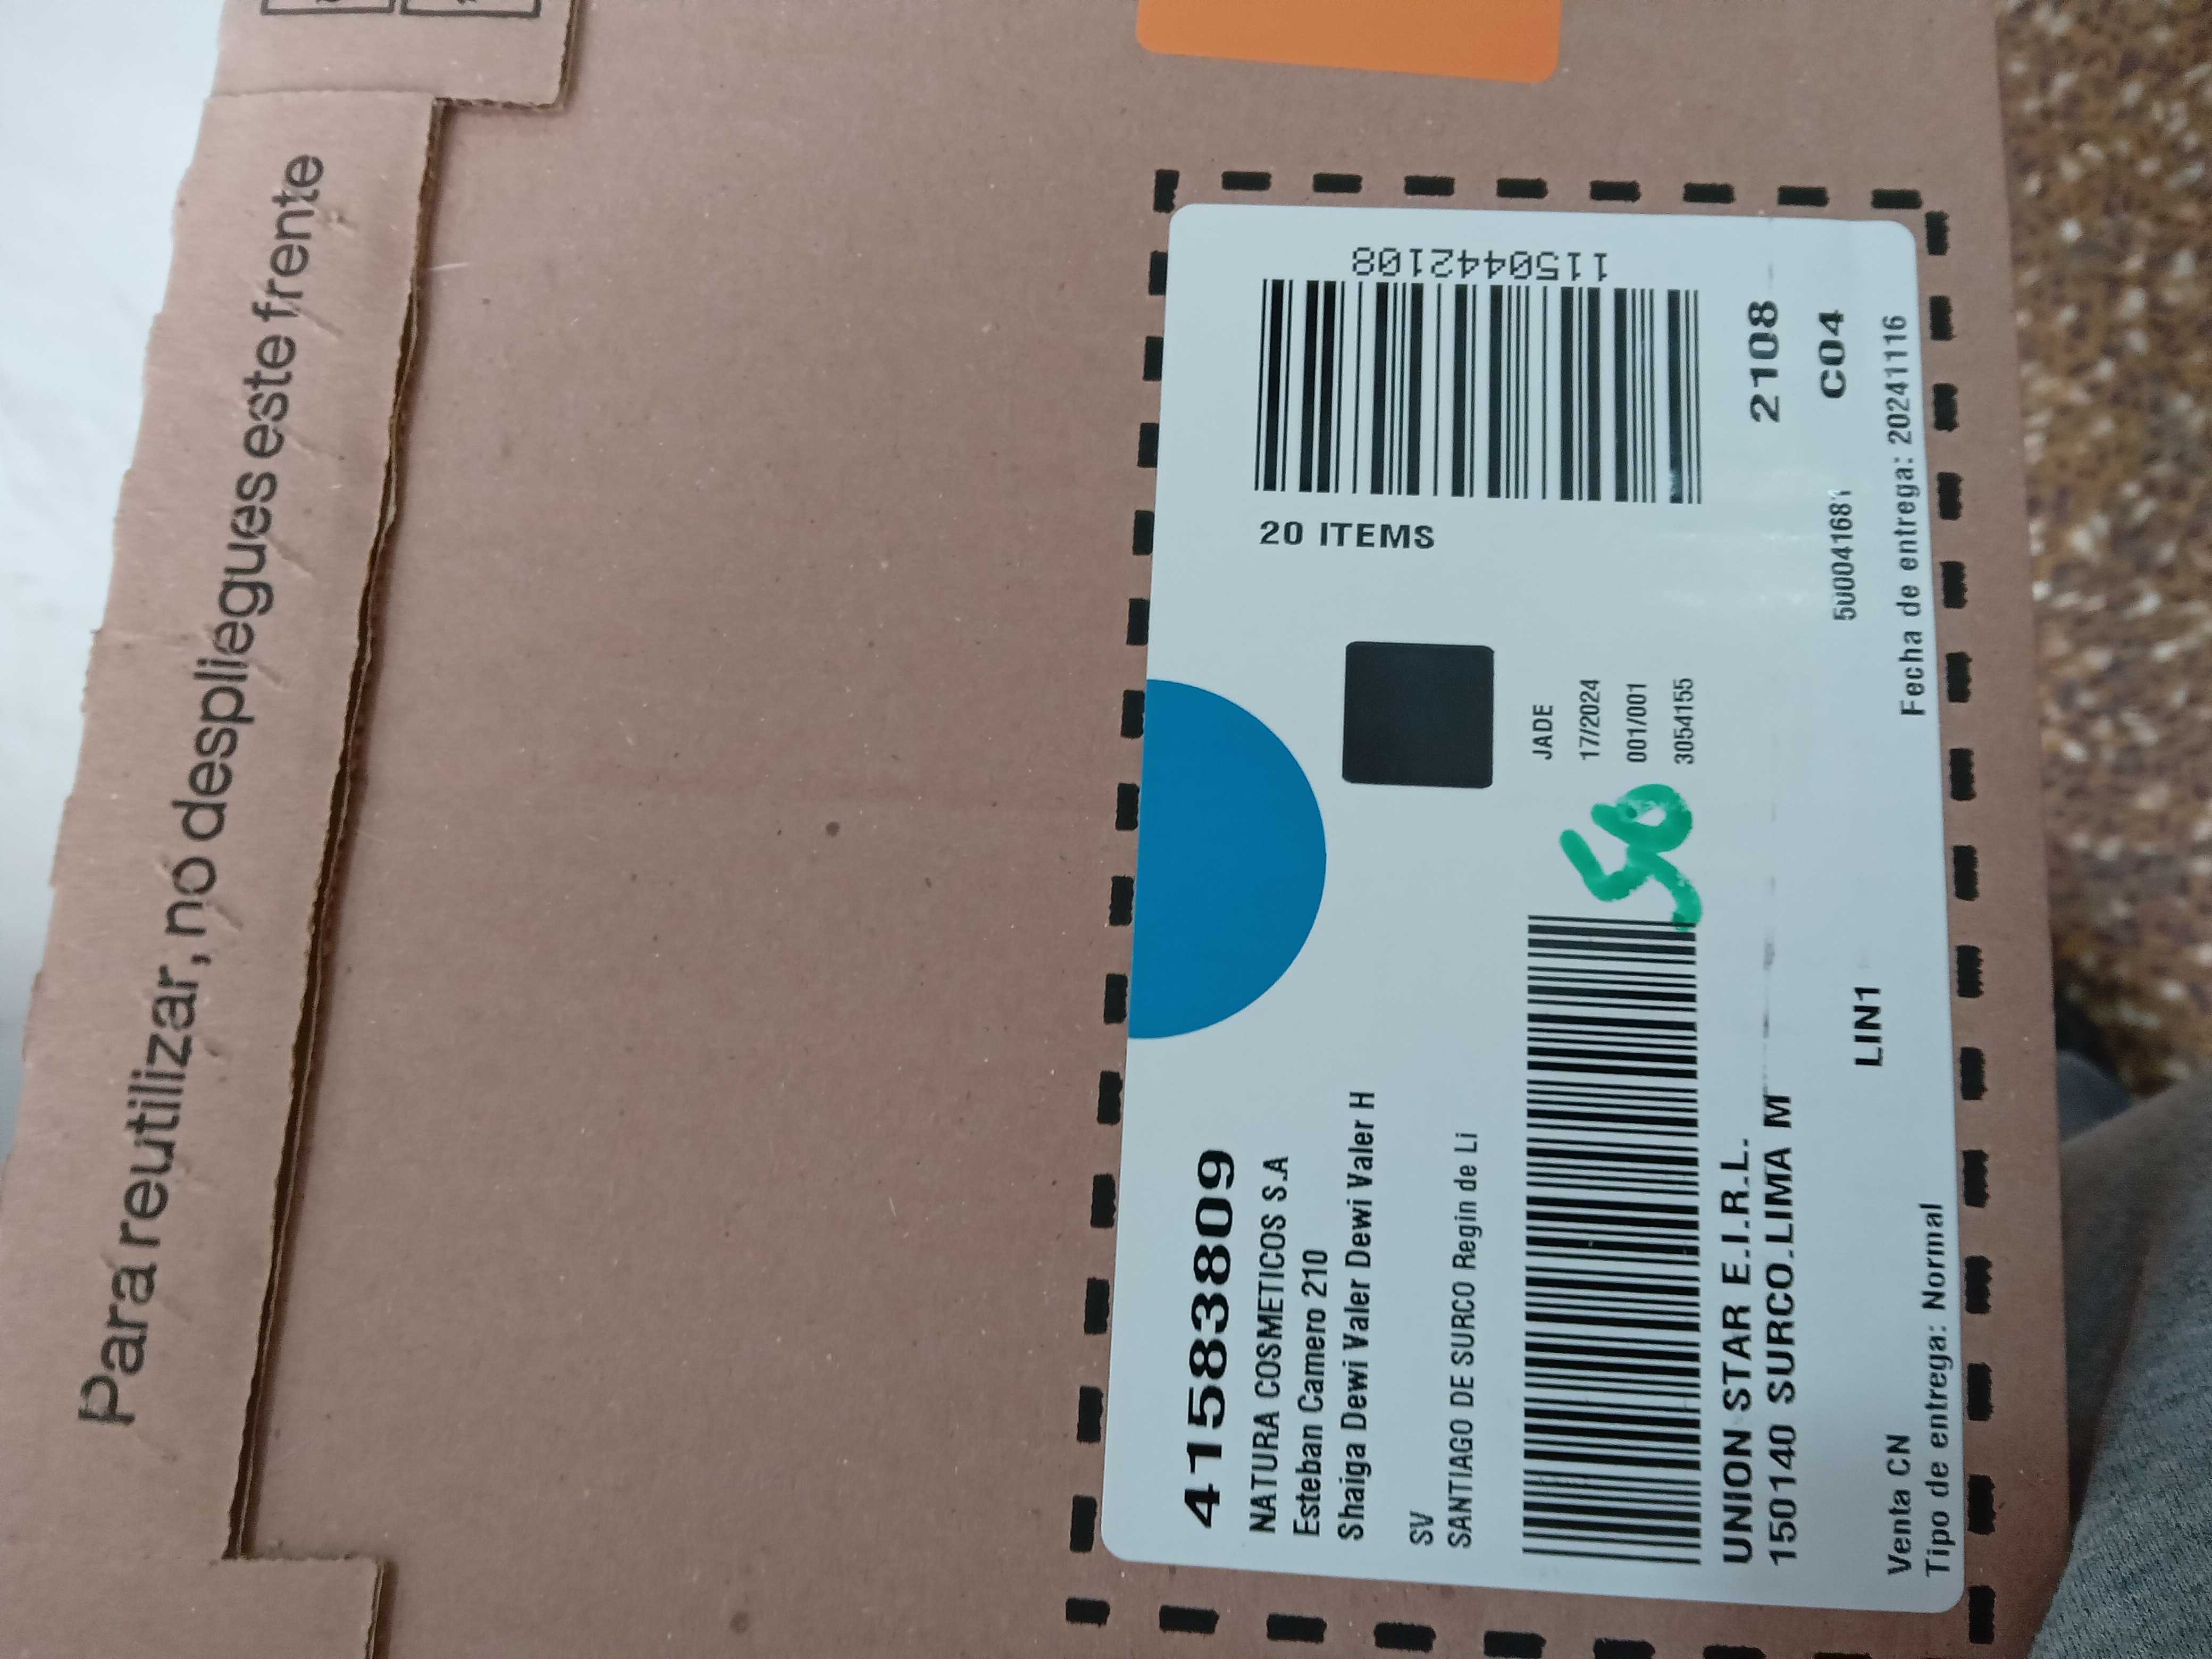 Para reutilizar, no despliegues este frente
41583809
NATURA COSMETICOS S.A
Esteban Camero 210
Shaiga Dewi Valer Dewi Valer H
SV
SANTIAGO DE SURCO Regin de Li
20 ITEMS
1150442108
JADE
17/2024
001/001
3054155
50
UNION STAR E.I.R.L.
150140 SURCO.LIMA M
2108
C04
LIN1
Venta CN
Tipo de entrega: Normal
Fecha de entrega: 20241116